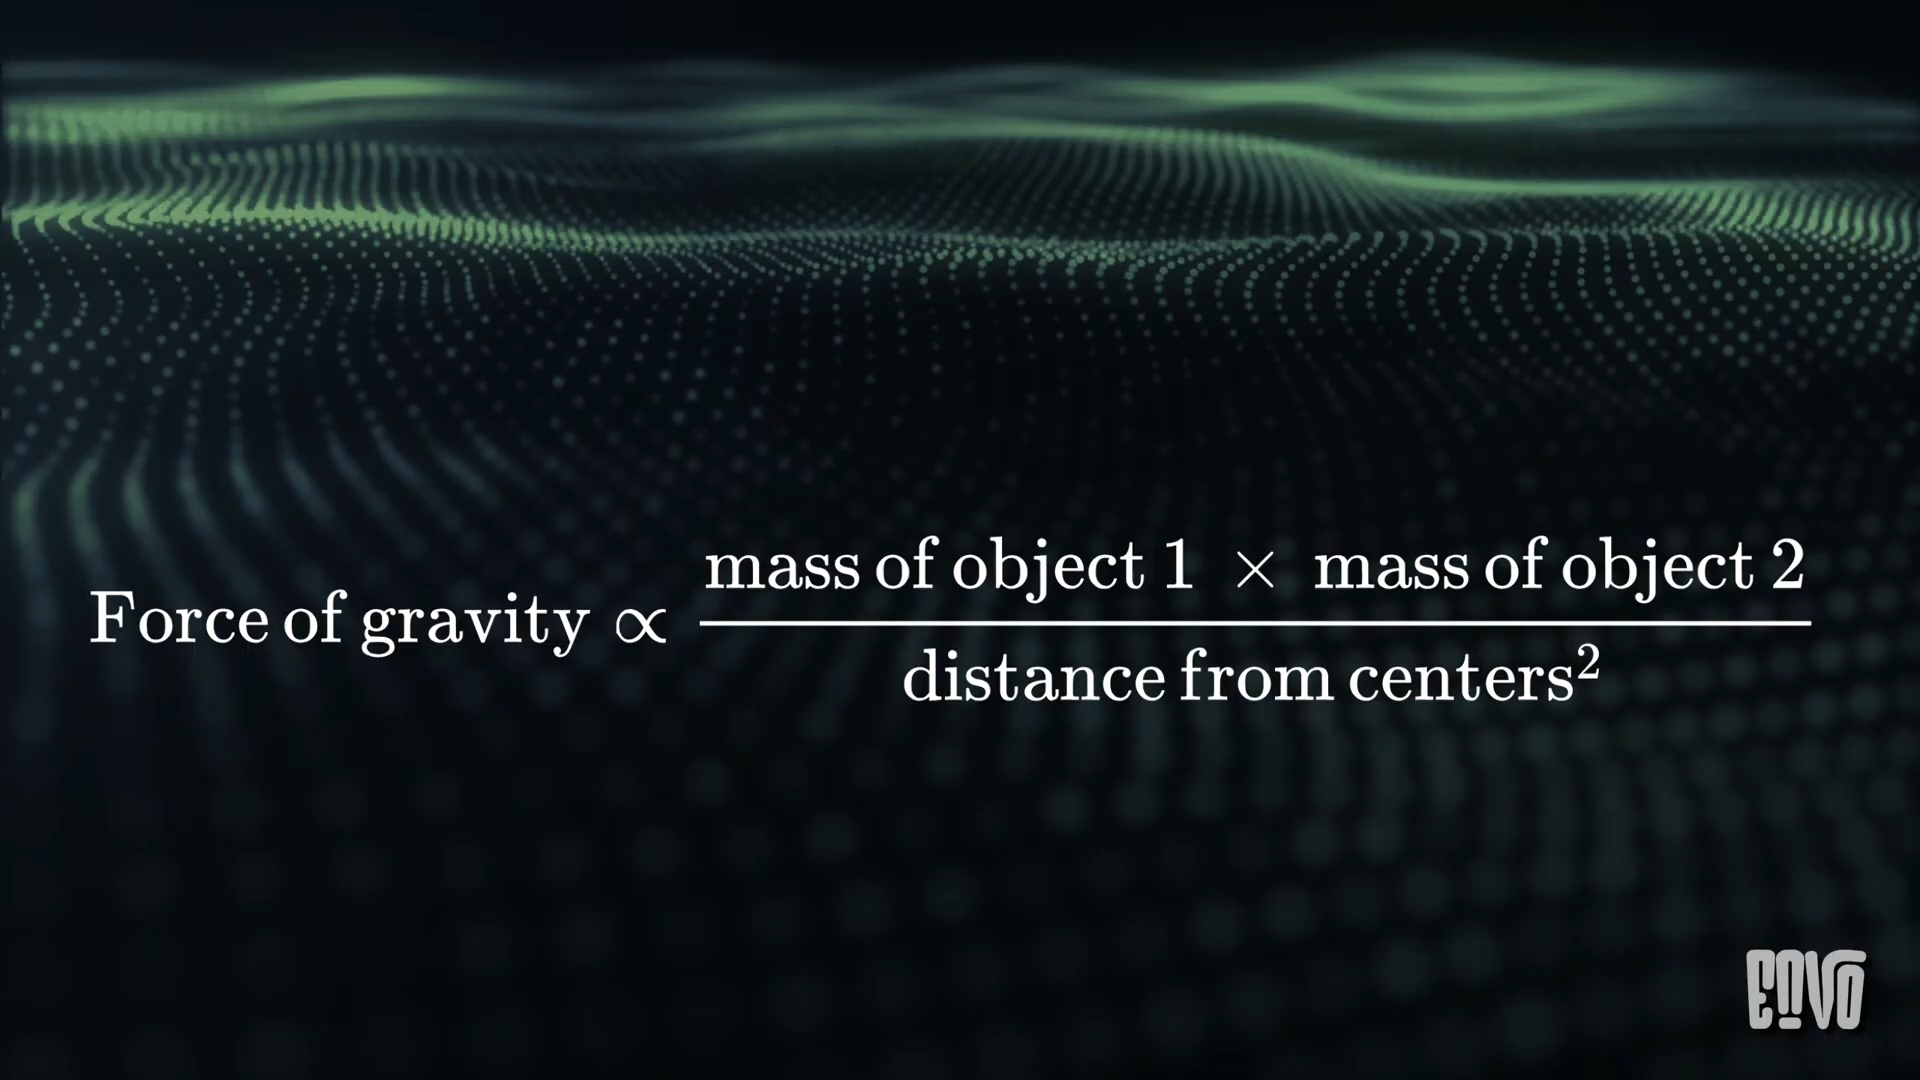 Force of gravity ∝ mass of object 1 × mass of object 2
distance from centers²